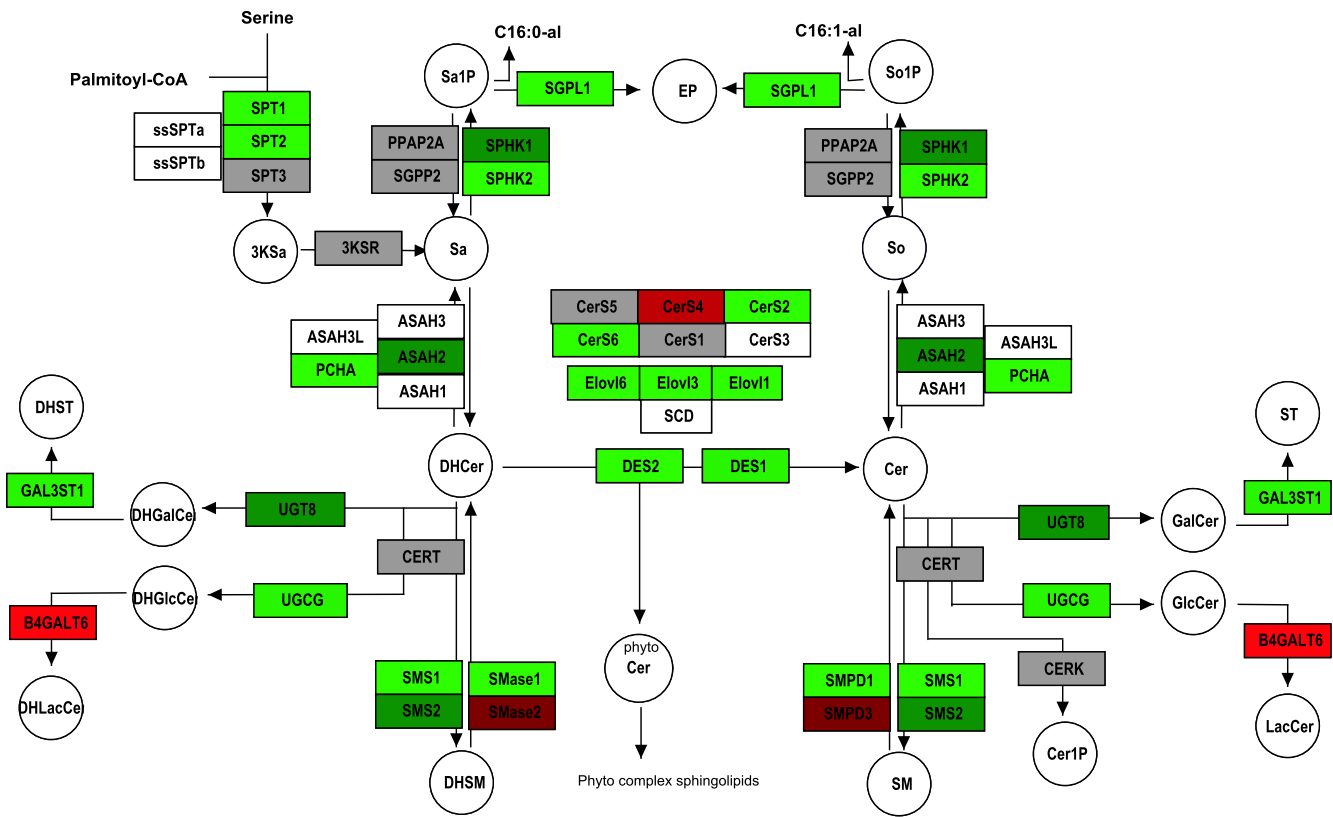 Serine
C16:0-al
C16:1-al
Palmitoyl-CoA
Sa1P
SGPL1
EP
SGPL1
So1P
SPT1
ssSPTa
SPT2
ssSPTb
SPT3
PPAP2A
SPHK1
SGPP2
SPHK2
PPAP2A
SPHK1
SGPP2
SPHK2
3KSa
3KSR
Sa
So
CerS5
CerS4
CerS2
CerS6
CerS1
CerS3
ASAH3
ASAH3L
ASAH2
PCHA
ASAH1
ASAH3
ASAH3L
ASAH2
PCHA
ASAH1
Elovl6
Elovl3
Elovl1
SCD
DHST
ST
DHCer
DES2
DES1
Cer
GAL3ST1
DHGalCe
UGT8
UGT8
GalCer
GAL3ST1
CERT
CERT
DHGlcCe
UGCG
UGCG
GlcCer
B4GALT6
B4GALT6
phyto
Cer
CERK
SMS1
SMase1
SMS2
SMase2
SMPD1
SMS1
SMPD3
SMS2
DHLacCe
LacCer
Cer1P
DHSM
Phyto complex sphingolipids
SM